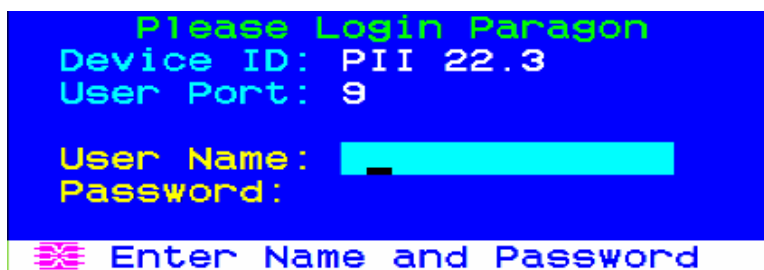 Please Login Paragon
Device ID: PII 22.3
User Port: 9
User Name:
Password:
Enter Name and Password